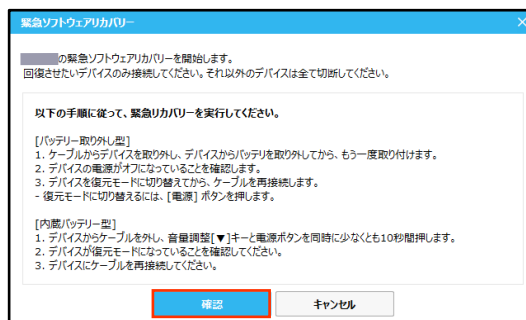 緊急ソフトウェアリカバリー
の緊急ソフトウェアリカバリーを開始します。
回復させたいデバイスのみ接続してください。それ以外のデバイスは全て切断してください。
以下の手順に従って、緊急リカバリーを実行してください。
[バッテリー取り外し型]
1. ケーブルからデバイスを取り外し、デバイスからバッテリを取り外してから、もう一度取り付けます。
2. デバイスの電源がオフになっていることを確認します。
3. デバイスを復元モードに切り替えてから、ケーブルを再接続します。
- 復元モードに切り替えるには、[電源] ボタンを押します。
[内蔵バッテリー型]
1. デバイスからケーブルを外し、音量調整[▼]キーと電源ボタンを同時に少なくとも10秒間押します。
2. デバイスが復元モードになっていることを確認してください。
3. デバイスにケーブルを再接続してください。
確認 キャンセル